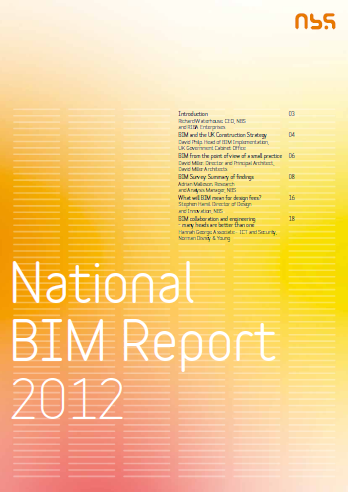 nbs
Introduction 03
Richard Waterhouse CEO, NBS
and RIBA Enterprises
BIM and the UK Construction Strategy 04
David Philp, Head of BIM Implementation,
UK Government Cabinet Office
BIM from the point of view of a small practice 06
David Miller, Director and Principal Architect,
David Miller Architects
BIM Survey: Summary of findings 08
Adrian Malleson, Research
and Analysis Manager, NBS
What will BIM mean for design fees? 16
Stephen Hamil, Director of Design
and Innovation, NBS
BIM collaboration and engineering
- many heads are better than one 18
Hannah George, Associate - ICT and Security,
Norman Disney & Young
National
BIM Report
2012